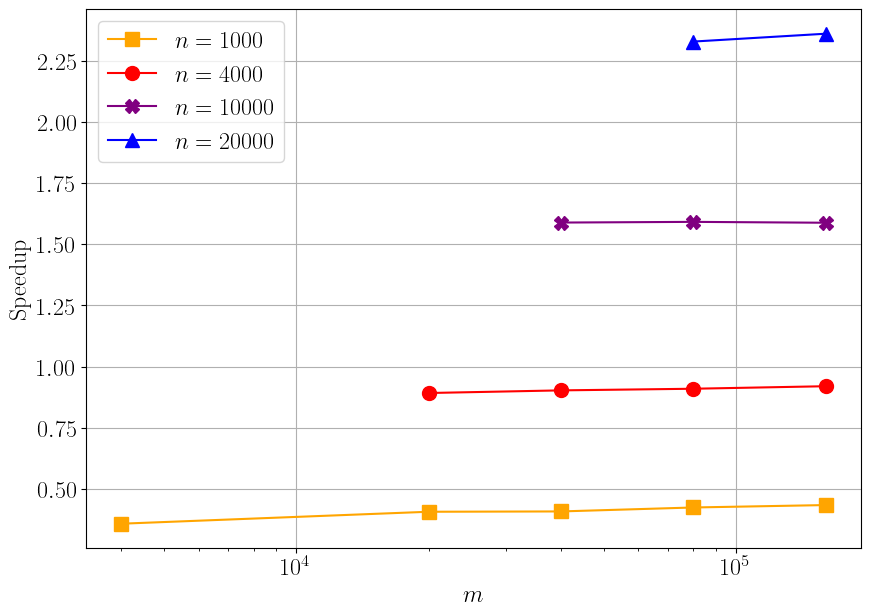 n = 1000
n = 4000
n = 10000
n = 20000
2.25
2.00
1.75
1.50
1.25
1.00
0.75
0.50
Speedup
10^4
10^5
m